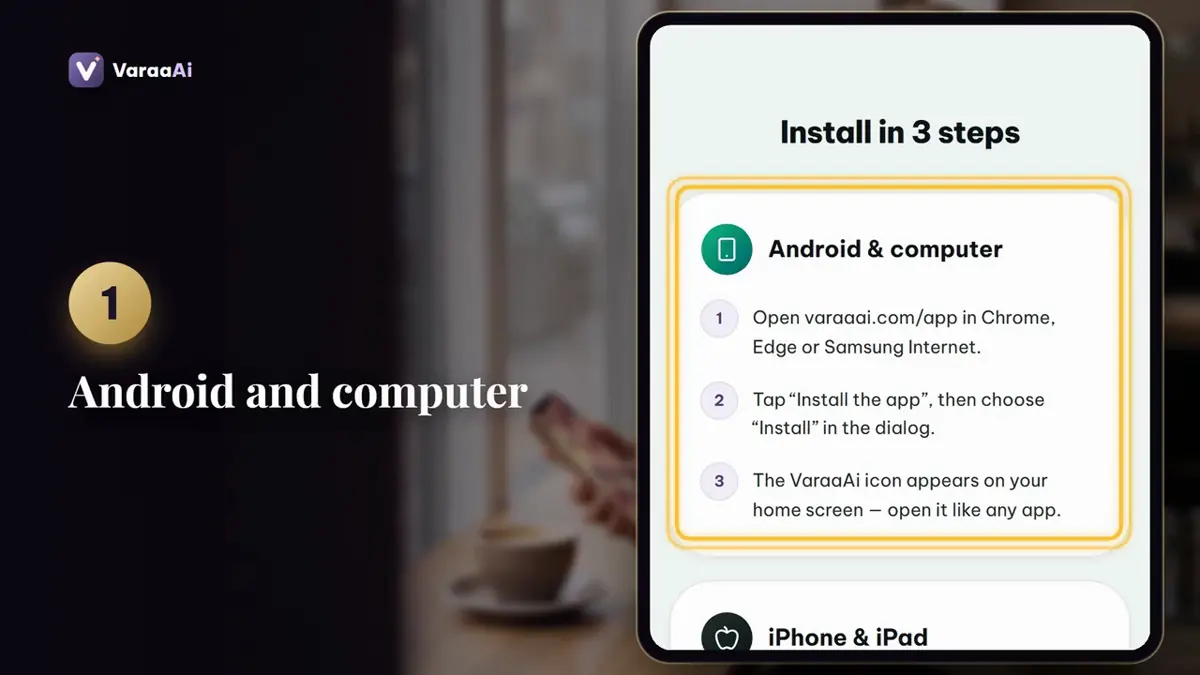 VaraaAi
1
Android and computer
Install in 3 steps
Android & computer
1
Open varaaai.com/app in Chrome,
Edge or Samsung Internet.
2
Tap “Install the app”, then choose
“Install” in the dialog.
3
The VaraaAi icon appears on your
home screen — open it like any app.
iPhone & iPad